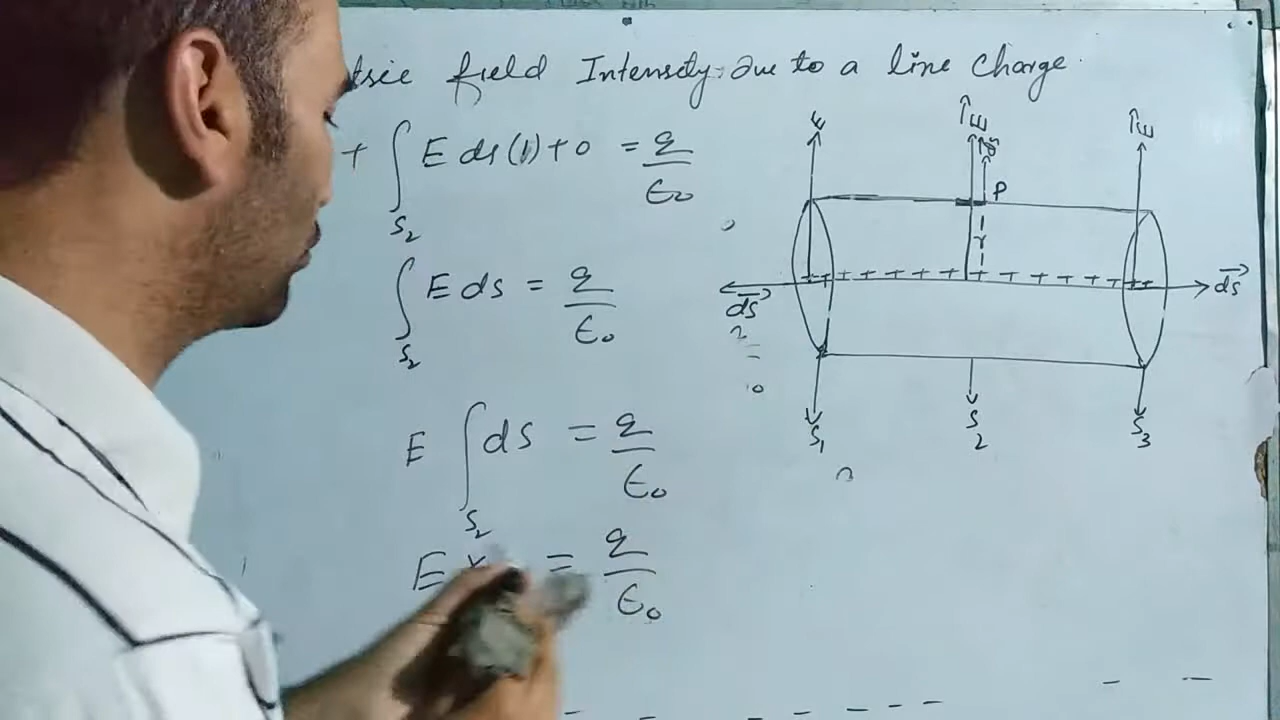 field Intensity due to a line charge.
+ ∫ E ds (1) + 0 = q/ε₀
S₂
∫ E ds = q/ε₀
S₂
E ∫ ds = q/ε₀
S₂
E × = q/ε₀
E
E
E
P
r
ds
ds
S₁
S₂
S₃